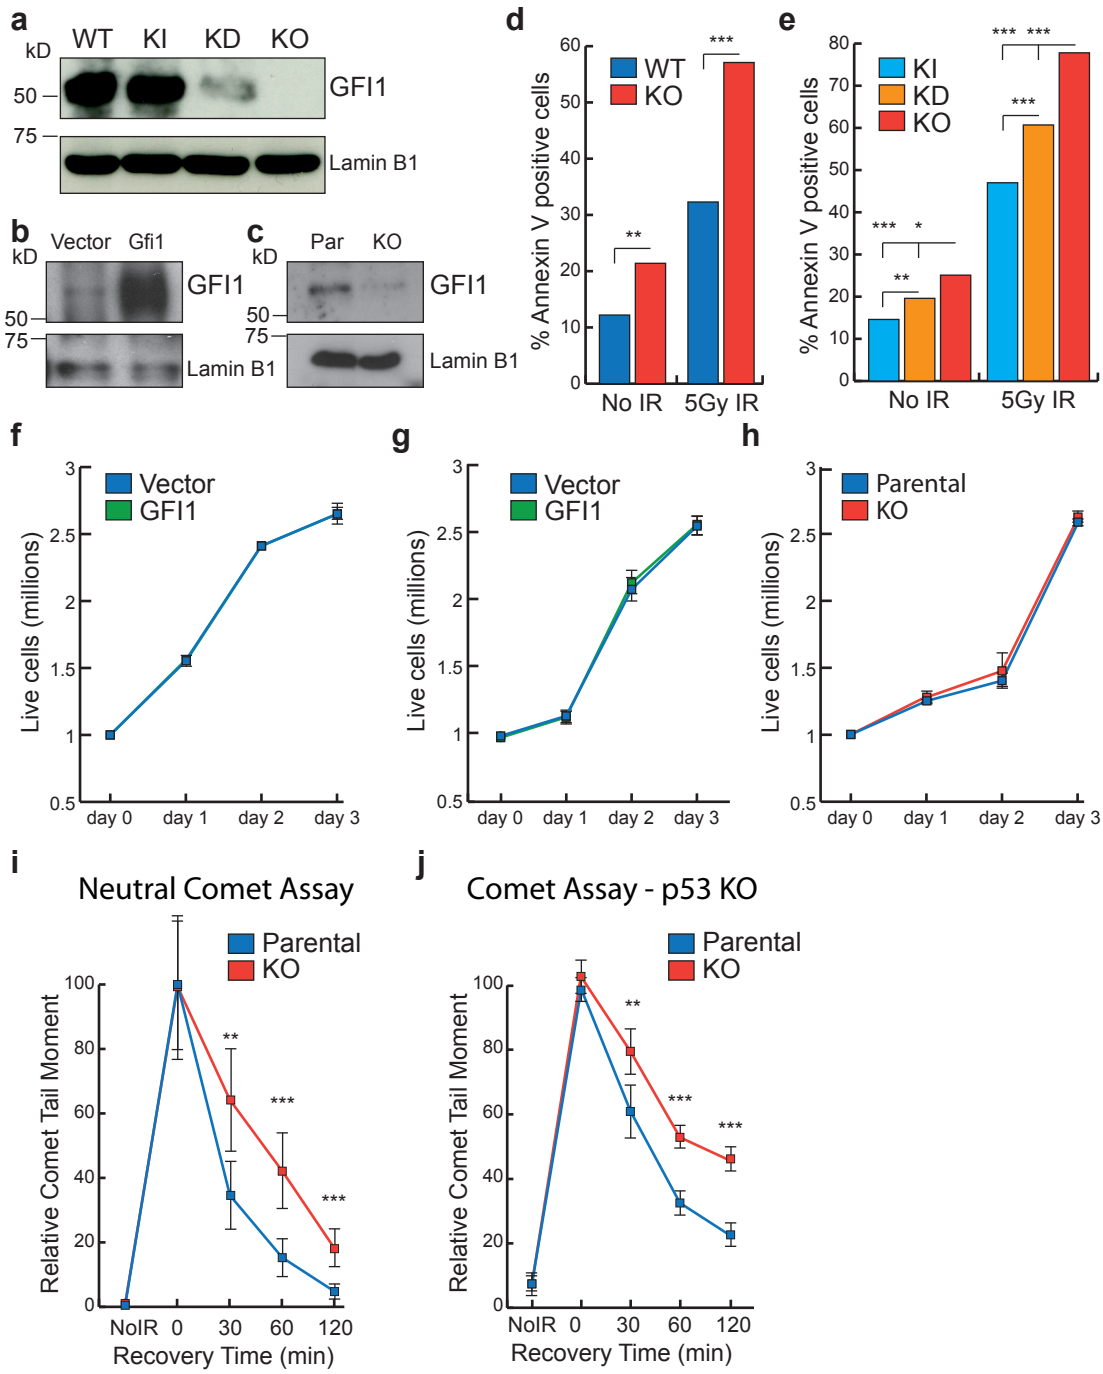 a
WT KI KD KO
kD
GFI1
50
75
Lamin B1
b
Vector Gfi1
kD
GFI1
50
75
Lamin B1
c
Par KO
kD
GFI1
50
75
Lamin B1
d
% Annexin V positive cells
60
50
40
30
20
10
0
WT
KO
**
***
No IR 5Gy IR
e
% Annexin V positive cells
80
70
60
50
40
30
20
10
0
KI
KD
KO
*** *
**
*** ***
***
No IR 5Gy IR
f
Live cells (millions)
3
2.5
2
1.5
1
0.5
Vector
GFI1
day 0 day 1 day 2 day 3
g
Live cells (millions)
3
2.5
2
1.5
1
0.5
Vector
GFI1
day 0 day 1 day 2 day 3
h
Live cells (millions)
3
2.5
2
1.5
1
0.5
Parental
KO
day 0 day 1 day 2 day 3
i
Neutral Comet Assay
Parental
KO
Relative Comet Tail Moment
100
80
60
40
20
0
**
***
***
NoIR 0 30 60 120
Recovery Time (min)
j
Comet Assay - p53 KO
Parental
KO
Relative Comet Tail Moment
100
80
60
40
20
0
**
***
***
NoIR 0 30 60 120
Recovery Time (min)